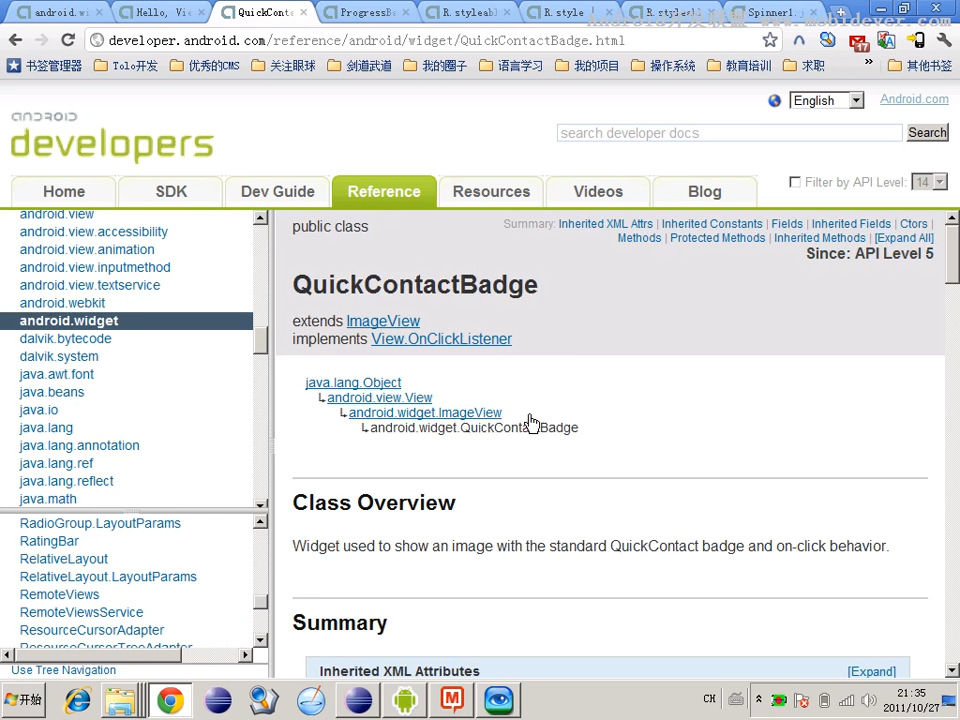 android.wi
Hello, Vie
QuickConta
ProgressBa
R.styleabl
R.style |
R.styleabl
Spinner1.j
www.mobidever.com
developer.android.com/reference/android/widget/QuickContactBadge.html
17
书签管理器 Tolo开发 优秀的CMS 关注眼球 剑道武道 我的圈子 语言学习 我的项目 操作系统 教育培训 求职 » 其他书签
English Android.com
ANDROID
developers
search developer docs Search
Home SDK Dev Guide Reference Resources Videos Blog Filter by API Level: 14
android.view
android.view.accessibility
android.view.animation
android.view.inputmethod
android.view.textservice
android.webkit
android.widget
dalvik.bytecode
dalvik.system
java.awt.font
java.beans
java.io
java.lang
java.lang.annotation
java.lang.ref
java.lang.reflect
java.math
RadioGroup.LayoutParams
RatingBar
RelativeLayout
RelativeLayout.LayoutParams
RemoteViews
RemoteViewsService
ResourceCursorAdapter
ResourceCursorTreeAdapter
Use Tree Navigation
public class
Summary: Inherited XML Attrs | Inherited Constants | Fields | Inherited Fields | Ctors |
Methods | Protected Methods | Inherited Methods | [Expand All]
Since: API Level 5
QuickContactBadge
extends ImageView
implements View.OnClickListener
java.lang.Object
↳android.view.View
↳android.widget.ImageView
↳android.widget.QuickContactBadge
Class Overview
Widget used to show an image with the standard QuickContact badge and on-click behavior.
Summary
Inherited XML Attributes [Expand]
开始
CH
21:35
2011/10/27